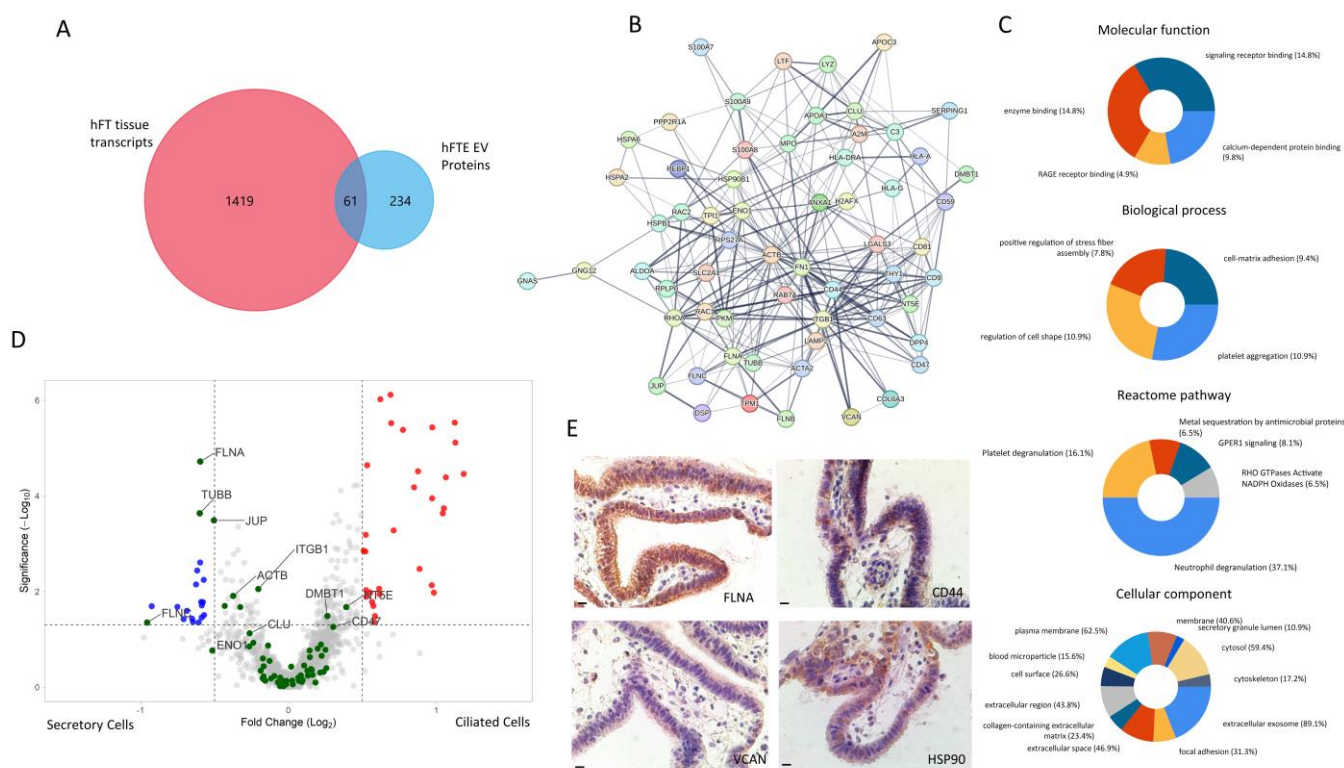 A
hFT tissue
transcripts
hFTE EV
Proteins
1419
61
234
B
S100A7
APOC3
LTF
LYZ
S100A9
CLU
SERPING1
PPP2R1A
APOA1
HSPA6
MPO
A2M
C3
S100A8
HLA-DRA
HLA-A
PEBP1
HSPA2
HSP90B1
DMBT1
HLA-G
RAC2
ENO1
ANXA1
H2AFX
CD59
HSPB1
TPI1
RPS27A
LGALS3
CD81
ACTB
GNG12
FN1
THY1
GNAS
ALDOA
SLC2A1
CD9
RPLP0
CD44
RAB7A
NT5E
RHOA
RAC1
PKM
ITGB1
CD63
LAMP2
DPP4
FLNA
TUBB
ACTA2
CD47
JUP
FLNC
COL6A3
DSP
TPM1
FLNB
VCAN
C
Molecular function
signaling receptor binding (14.8%)
enzyme binding (14.8%)
calcium-dependent protein binding
(9.8%)
RAGE receptor binding (4.9%)
Biological process
positive regulation of stress fiber
assembly (7.8%)
cell-matrix adhesion (9.4%)
regulation of cell shape (10.9%)
platelet aggregation (10.9%)
Reactome pathway
Metal sequestration by antimicrobial proteins
(6.5%)
Platelet degranulation (16.1%)
GPER1 signaling (8.1%)
RHO GTPases Activate
NADPH Oxidases (6.5%)
Neutrophil degranulation (37.1%)
Cellular component
membrane (40.6%)
plasma membrane (62.5%)
secretory granule lumen (10.9%)
cytosol (59.4%)
blood microparticle (15.6%)
cell surface (26.6%)
cytoskeleton (17.2%)
extracellular region (43.8%)
extracellular exosome (89.1%)
collagen-containing extracellular
matrix (23.4%)
extracellular space (46.9%)
focal adhesion (31.3%)
D
6
4
2
0
Significance (−Log10)
FLNA
TUBB
JUP
ITGB1
ACTB
DMBT1
NT5E
CLU
CD47
ENO1
-1
0
1
Secretory Cells
Fold Change (Log2)
Ciliated Cells
E
FLNA
CD44
VCAN
HSP90